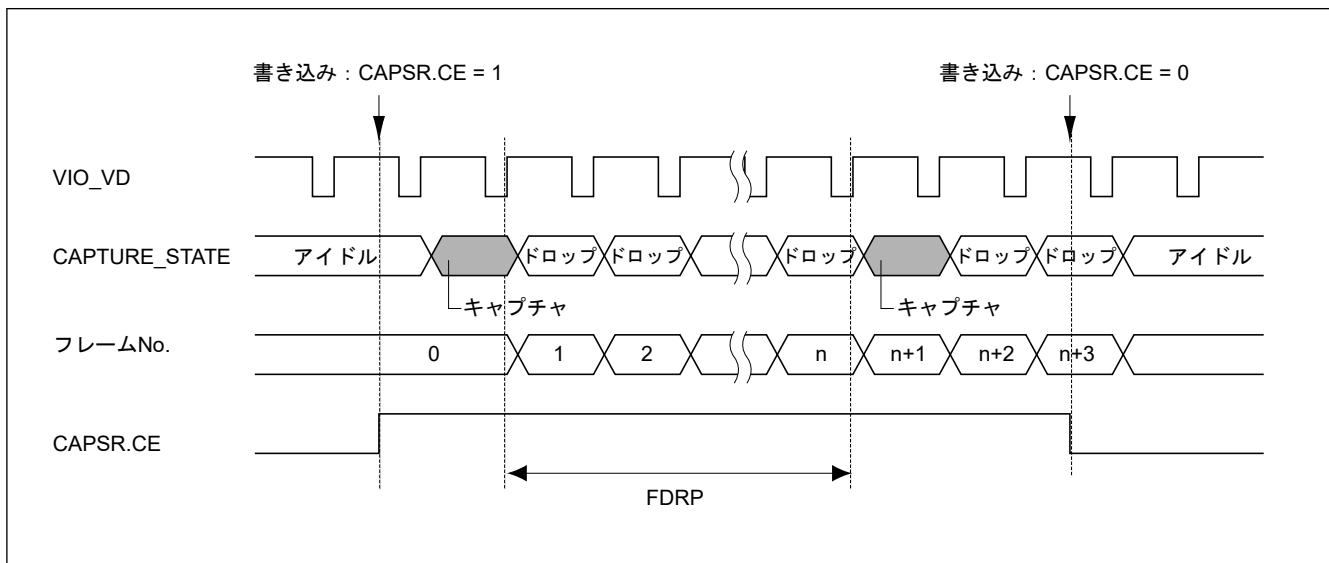 書き込み：CAPSR.CE = 1 書き込み：CAPSR.CE = 0
VIO_VD
CAPTURE_STATE アイドル ドロップ ドロップ ドロップ ドロップ ドロップ アイドル
キャプチャ キャプチャ
フレームNo. 0 1 2 n n+1 n+2 n+3
CAPSR.CE
FDRP